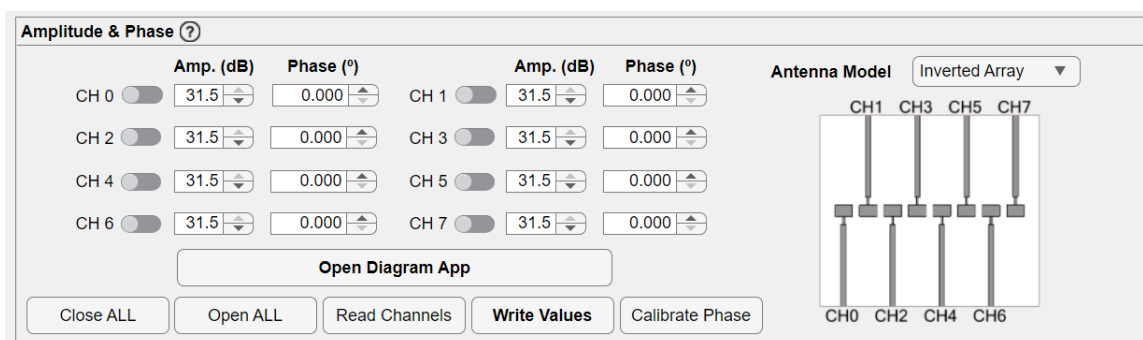 Amplitude & Phase ?
Amp. (dB) Phase (º) Amp. (dB) Phase (º)
CH 0 31.5 0.000 CH 1 31.5 0.000
CH 2 31.5 0.000 CH 3 31.5 0.000
CH 4 31.5 0.000 CH 5 31.5 0.000
CH 6 31.5 0.000 CH 7 31.5 0.000
Open Diagram App
Close ALL Open ALL Read Channels Write Values Calibrate Phase
Antenna Model Inverted Array
CH1 CH3 CH5 CH7
CH0 CH2 CH4 CH6